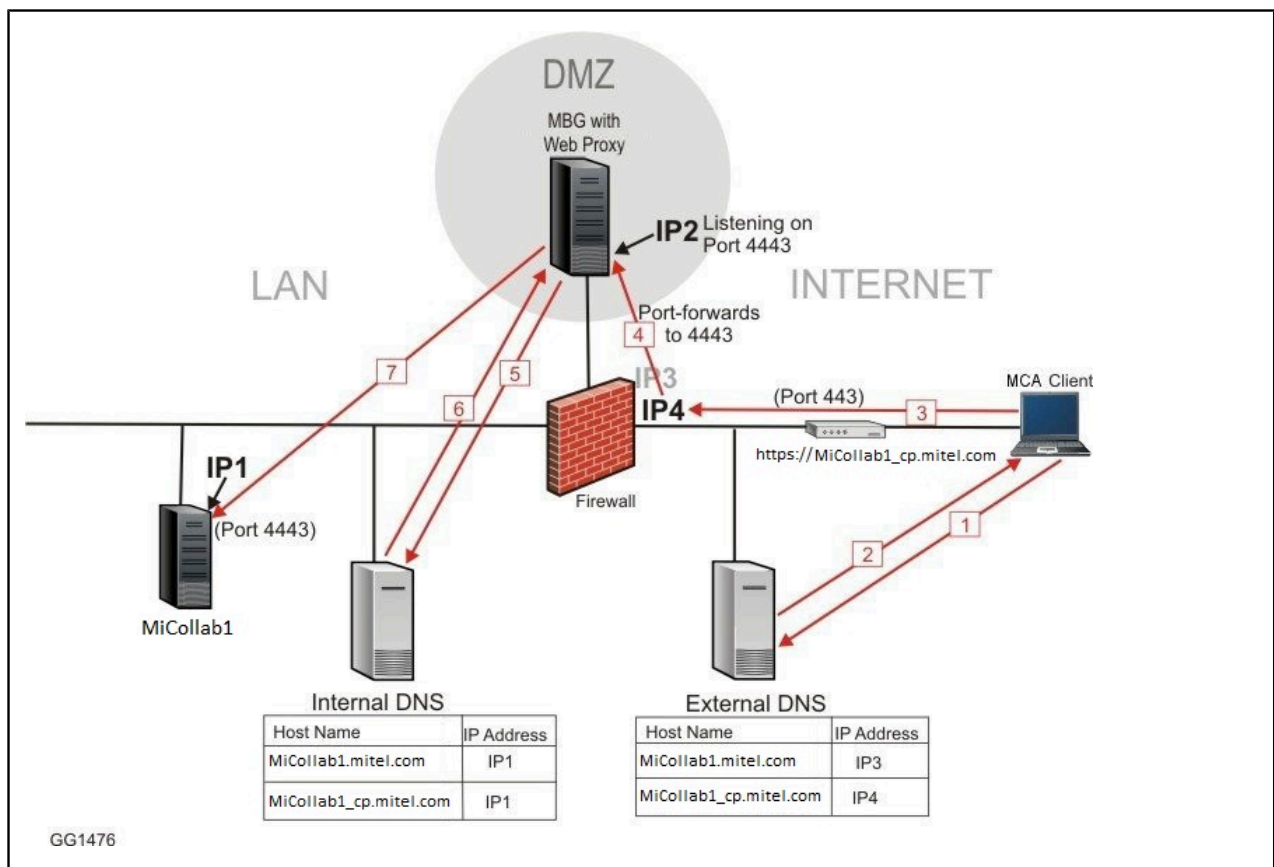 DMZ
MBG with
Web Proxy
IP2 Listening on
Port 4443
LAN
INTERNET
Port-forwards
to 4443
4
7
5
6
IP3
IP4
(Port 443)
3
MCA Client
https://MiCollab1_cp.mitel.com
IP1
(Port 4443)
Firewall
1
2
MiCollab1
Internal DNS
Host Name IP Address
MiCollab1.mitel.com IP1
MiCollab1_cp.mitel.com IP1
External DNS
Host Name IP Address
MiCollab1.mitel.com IP3
MiCollab1_cp.mitel.com IP4
GG1476